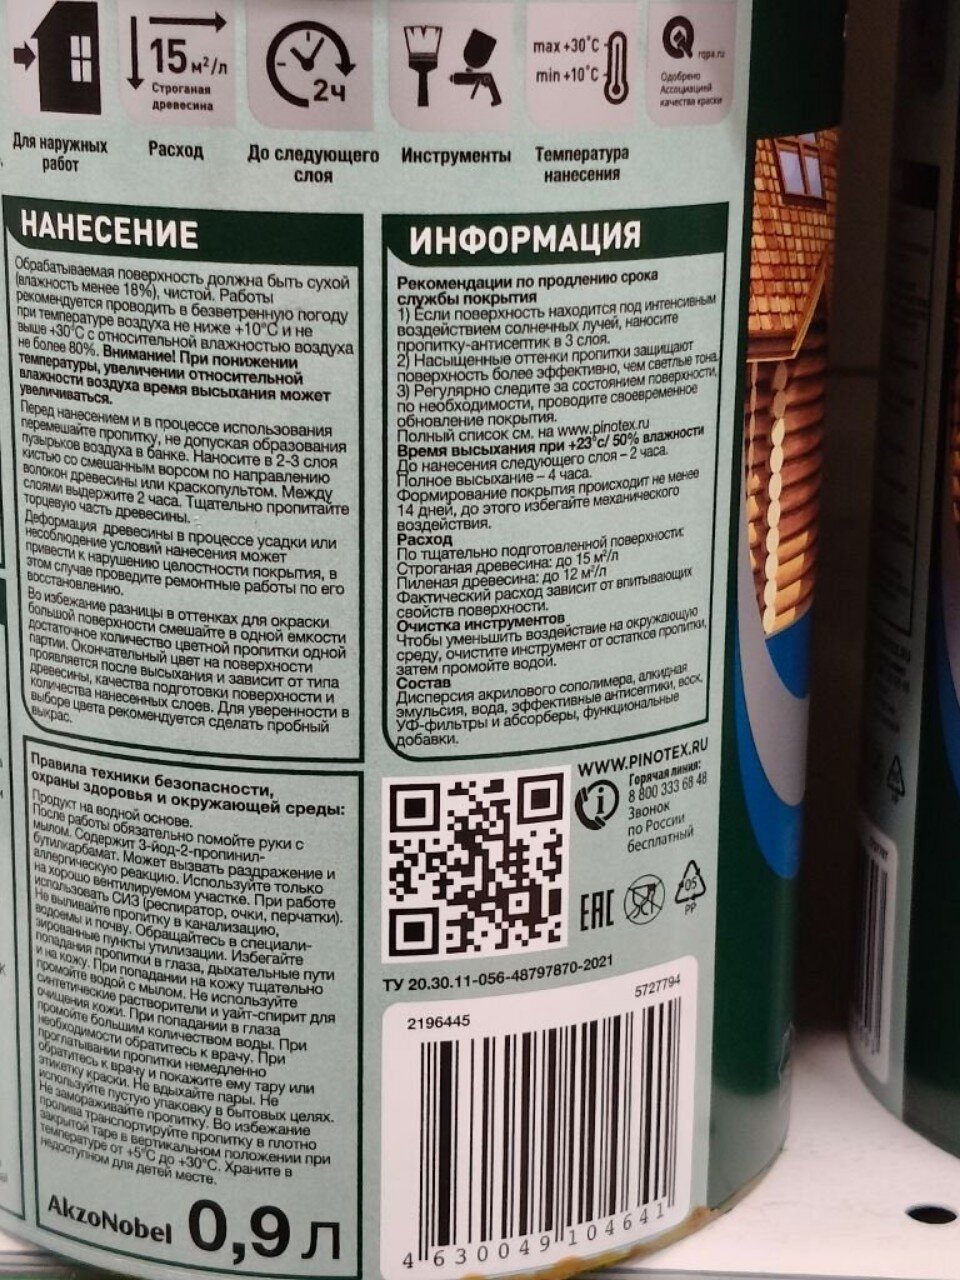 15 м²/л
Строганая
древесина
2ч
max +30°C
min +10°C
rqpa.ru
Одобрено
Ассоциацией
качества краски
Для наружных
работ
Расход
До следующего
слоя
Инструменты
Температура
нанесения
НАНЕСЕНИЕ
Обрабатываемая поверхность должна быть сухой
(влажность менее 18%), чистой. Работы
рекомендуется проводить в безветренную погоду
при температуре воздуха не ниже +10°С и не
выше +30°С с относительной влажностью воздуха
не более 80%. Внимание! При понижении
температуры, увеличении относительной
влажности воздуха время высыхания может
увеличиваться.
Перед нанесением и в процессе использования
перемешайте пропитку, не допуская образования
пузырьков воздуха в банке. Наносите в 2-3 слоя
кистью со смешанным ворсом по направлению
волокон древесины или краскопультом. Между
слоями выдержите 2 часа. Тщательно пропитайте
торцевую часть древесины.
Деформация древесины в процессе усадки или
несоблюдение условий нанесения может
привести к нарушению целостности покрытия, в
этом случае проведите ремонтные работы по его
восстановлению.
Во избежание разницы в оттенках для окраски
большой поверхности смешайте в одной емкости
достаточное количество цветной пропитки одной
партии. Окончательный цвет на поверхности
проявляется после высыхания и зависит от типа
древесины, качества подготовки поверхности и
количества нанесенных слоев. Для уверенности в
выборе цвета рекомендуется сделать пробный
выкрас.
ИНФОРМАЦИЯ
Рекомендации по продлению срока
службы покрытия
1) Если поверхность находится под интенсивным
воздействием солнечных лучей, нанесите
пропитку-антисептик в 3 слоя.
2) Насыщенные оттенки пропитки защищают
поверхность более эффективно, чем светлые тона.
3) Регулярно следите за состоянием поверхности,
по необходимости, проводите своевременное
обновление покрытия.
Полный список см. на www.pinotex.ru
Время высыхания при +23°с/ 50% влажности
До нанесения следующего слоя – 2 часа.
Полное высыхание – 4 часа.
Формирование покрытия происходит не менее
14 дней, до этого избегайте механического
воздействия.
Расход
По тщательно подготовленной поверхности:
Строганая древесина: до 15 м²/л
Пиленая древесина: до 12 м²/л
Фактический расход зависит от впитывающих
свойств поверхности.
Очистка инструментов
Чтобы уменьшить воздействие на окружающую
среду, очистите инструмент от остатков пропитки,
затем промойте водой.
Состав
Дисперсия акрилового сополимера, алкидная
эмульсия, вода, эффективные антисептики, воск,
УФ-фильтры и абсорберы, функциональные
добавки.
Правила техники безопасности,
охраны здоровья и окружающей среды:
Продукт на водной основе.
После работы обязательно помойте руки с
мылом. Содержит 3-йод-2-пропинил-
бутилкарбамат. Может вызвать раздражение и
аллергическую реакцию. Используйте только
на хорошо вентилируемом участке. При работе
использовать СИЗ (респиратор, очки, перчатки).
Не выливайте пропитку в канализацию,
водоемы и почву. Обращайтесь в специали-
зированные пункты утилизации. Избегайте
попадания пропитки в глаза, дыхательные пути
и на кожу. При попадании на кожу тщательно
промойте водой с мылом. Не используйте
синтетические растворители и уайт-спирит для
очищения кожи. При попадании в глаза
промойте большим количеством воды. При
необходимости обратитесь к врачу. При
проглатывании пропитки немедленно
обратитесь к врачу и покажите ему тару или
этикетку краски. Не вдыхайте пары. Не
используйте пустую упаковку в бытовых целях.
Не замораживайте пропитку. Во избежание
пролива транспортируйте пропитку в плотно
закрытой таре в вертикальном положении при
температуре от +5°С до +30°С. Храните в
недоступном для детей месте.
AkzoNobel 0,9 л
WWW.PINOTEX.RU
Горячая линия:
8 800 333 68 48
Звонок
по России
бесплатный
EAC
05
PP
ТУ 20.30.11-056-48797870-2021
2196445
5727794
4 630049 104641